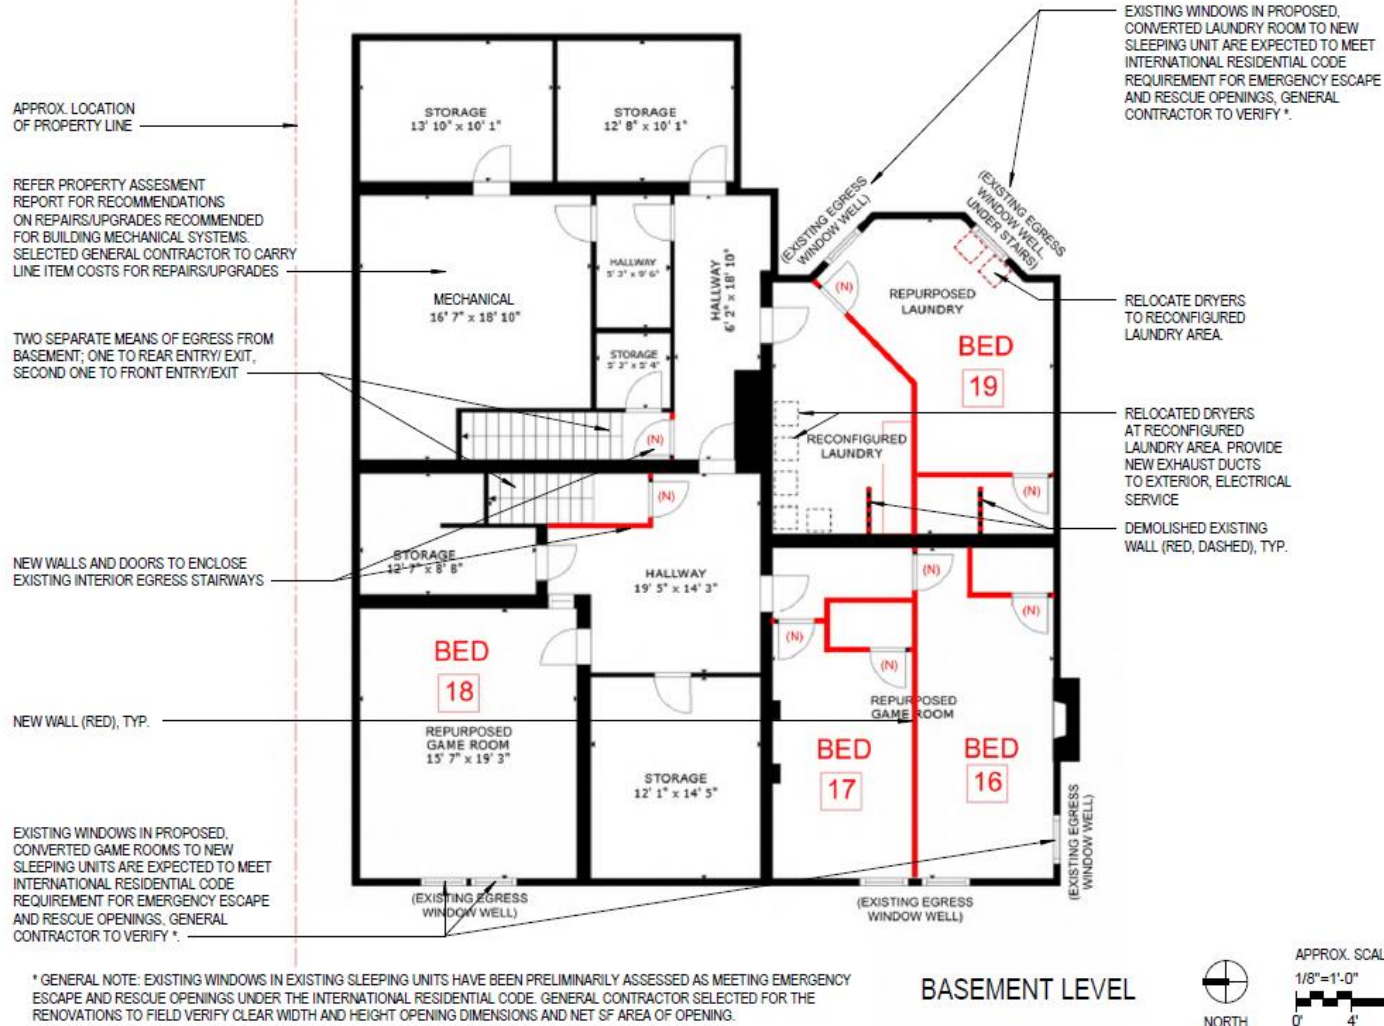 EXISTING WINDOWS IN PROPOSED,
CONVERTED LAUNDRY ROOM TO NEW
SLEEPING UNIT ARE EXPECTED TO MEET
INTERNATIONAL RESIDENTIAL CODE
REQUIREMENT FOR EMERGENCY ESCAPE
AND RESCUE OPENINGS, GENERAL
CONTRACTOR TO VERIFY *.
APPROX. LOCATION
OF PROPERTY LINE
STORAGE
13' 10" x 10' 1"
STORAGE
12' 8" x 10' 1"
REFER PROPERTY ASSESMENT
REPORT FOR RECOMMENDATIONS
ON REPAIRS/UPGRADES RECOMMENDED
FOR BUILDING MECHANICAL SYSTEMS.
SELECTED GENERAL CONTRACTOR TO CARRY
LINE ITEM COSTS FOR REPAIRS/UPGRADES
(EXISTING EGRESS
WINDOW WELL)
(EXISTING EGRESS
WINDOW WELL,
UNDER STAIRS)
MECHANICAL
16' 7" x 18' 10"
HALLWAY
5' 3" x 9' 6"
HALLWAY
6' 2" x 18' 10"
(N)
REPURPOSED
LAUNDRY
BED
19
RELOCATE DRYERS
TO RECONFIGURED
LAUNDRY AREA.
TWO SEPARATE MEANS OF EGRESS FROM
BASEMENT; ONE TO REAR ENTRY/ EXIT,
SECOND ONE TO FRONT ENTRY/EXIT
STORAGE
5' 3" x 5' 4"
(N)
RECONFIGURED
LAUNDRY
RELOCATED DRYERS
AT RECONFIGURED
LAUNDRY AREA. PROVIDE
NEW EXHAUST DUCTS
TO EXTERIOR, ELECTRICAL
SERVICE
(N)
(N)
DEMOLISHED EXISTING
WALL (RED, DASHED), TYP.
NEW WALLS AND DOORS TO ENCLOSE
EXISTING INTERIOR EGRESS STAIRWAYS
STORAGE
12' 7" x 8' 8"
HALLWAY
19' 5" x 14' 3"
(N)
(N)
(N)
(N)
BED
18
REPURPOSED
GAME ROOM
15' 7" x 19' 3"
NEW WALL (RED), TYP.
REPURPOSED
GAME ROOM
STORAGE
12' 1" x 14' 5"
BED
17
BED
16
(EXISTING EGRESS
WINDOW WELL)
EXISTING WINDOWS IN PROPOSED,
CONVERTED GAME ROOMS TO NEW
SLEEPING UNITS ARE EXPECTED TO MEET
INTERNATIONAL RESIDENTIAL CODE
REQUIREMENT FOR EMERGENCY ESCAPE
AND RESCUE OPENINGS, GENERAL
CONTRACTOR TO VERIFY *.
(EXISTING EGRESS
WINDOW WELL)
(EXISTING EGRESS
WINDOW WELL)
* GENERAL NOTE: EXISTING WINDOWS IN EXISTING SLEEPING UNITS HAVE BEEN PRELIMINARILY ASSESSED AS MEETING EMERGENCY
ESCAPE AND RESCUE OPENINGS UNDER THE INTERNATIONAL RESIDENTIAL CODE. GENERAL CONTRACTOR SELECTED FOR THE
RENOVATIONS TO FIELD VERIFY CLEAR WIDTH AND HEIGHT OPENING DIMENSIONS AND NET SF AREA OF OPENING.
BASEMENT LEVEL
NORTH
APPROX. SCAL
1/8"=1'-0"
0' 4'